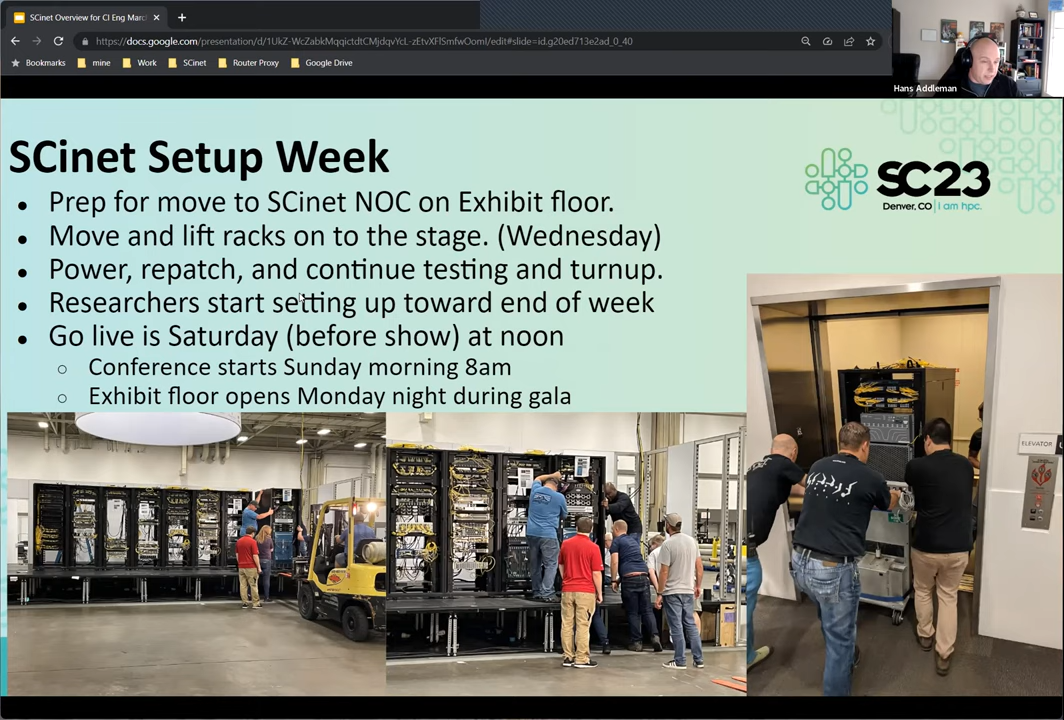 SCinet Overview for CI Eng Marc
https://docs.google.com/presentation/d/1UkZ-WcZabkMqqictdtCMjdqvYcL-zEtvXFlSmfwOomI/edit#slide=id.g20ed713e2ad_0_40
Bookmarks mine Work SCinet Router Proxy Google Drive
Hans Addleman
SCinet Setup Week
SC23
Denver, CO | I am hpc.
• Prep for move to SCinet NOC on Exhibit floor.
• Move and lift racks on to the stage. (Wednesday)
• Power, repatch, and continue testing and turnup.
• Researchers start setting up toward end of week
• Go live is Saturday (before show) at noon
○ Conference starts Sunday morning 8am
○ Exhibit floor opens Monday night during gala
ELEVATOR